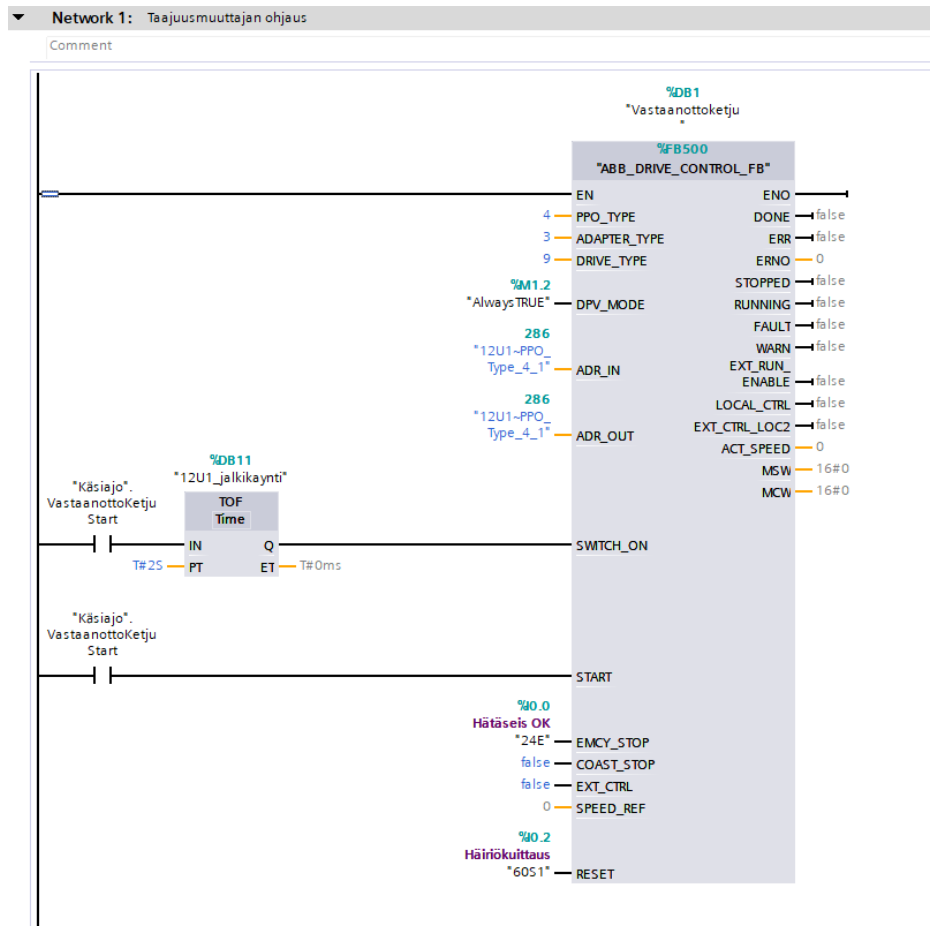 Network 1: Taajuusmuuttajan ohjaus
Comment
%DB1
"Vastaanottoketju
"
%FB500
"ABB_DRIVE_CONTROL_FB"
EN ENO
4 PPO_TYPE DONE false
3 ADAPTER_TYPE ERR false
9 DRIVE_TYPE ERNO 0
STOPPED false
%M1.2
"AlwaysTRUE" DPV_MODE RUNNING false
FAULT false
286
"12U1~PPO_
Type_4_1" ADR_IN
WARN false
EXT_RUN_
ENABLE false
286
"12U1~PPO_
Type_4_1" ADR_OUT
LOCAL_CTRL false
EXT_CTRL_LOC2 false
ACT_SPEED 0
MSW 16#0
MCW 16#0
%DB11
"12U1_jalkikaynti"
"Käsiajo".
VastaanottoKetju
Start
TOF
Time
IN Q SWITCH_ON
T#2S PT ET T#0ms
"Käsiajo".
VastaanottoKetju
Start
START
%I0.0
Hätäseis OK
"24E" EMCY_STOP
false COAST_STOP
false EXT_CTRL
0 SPEED_REF
%I0.2
Häiriökuittaus
"60S1" RESET